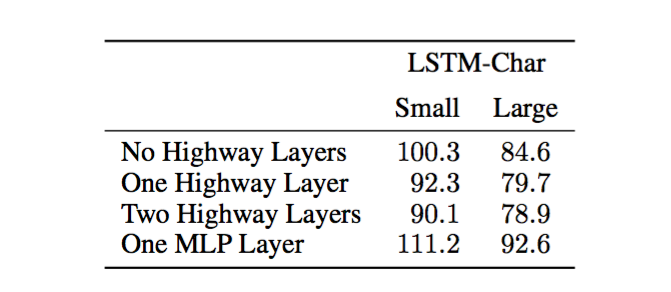 LSTM-Char
Small Large
No Highway Layers 100.3 84.6
One Highway Layer 92.3 79.7
Two Highway Layers 90.1 78.9
One MLP Layer 111.2 92.6